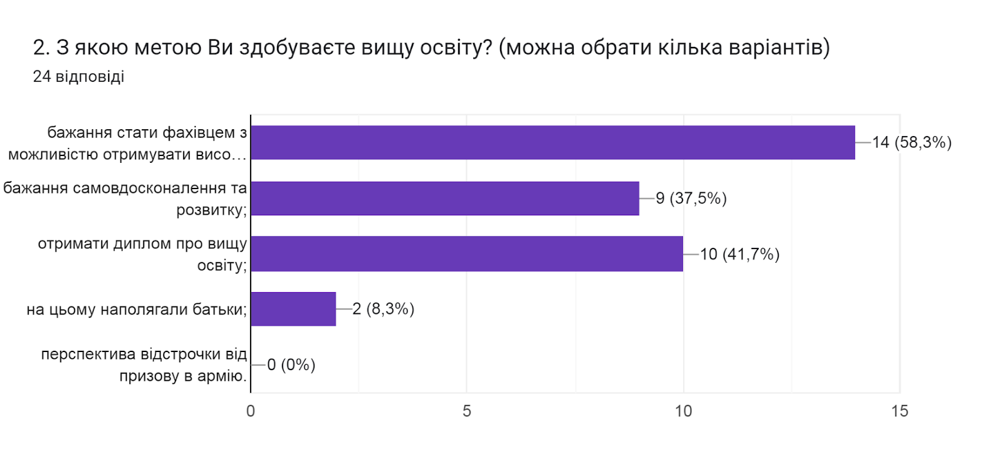 2. З якою метою Ви здобуваєте вищу освіту? (можна обрати кілька варіантів)
24 відповіді
бажання стати фахівцем з
можливістю отримувати висо…
14 (58,3%)
бажання самовдосконалення та
розвитку;
9 (37,5%)
отримати диплом про вищу
освіту;
10 (41,7%)
на цьому наполягали батьки;
2 (8,3%)
перспектива відстрочки від
призову в армію.
0 (0%)
0
5
10
15